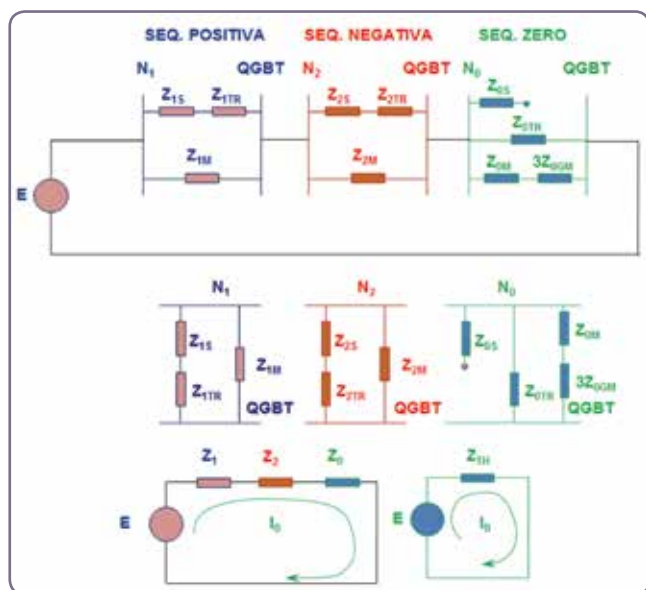 SEQ. POSITIVA SEQ. NEGATIVA SEQ. ZERO
N1 QGBT N2 QGBT N0 QGBT
Z0S
Z1S Z1TR Z2S Z2TR
Z0TR
Z1M Z2M Z0M 3Z0GM
E
N1 N2 N0
Z1S Z2S Z0S Z0M
Z1M Z2M
Z1TR Z2TR Z0TR 3Z0GM
QGBT QGBT QGBT
Z1 Z2 Z0 ZTH
E I0 E I0